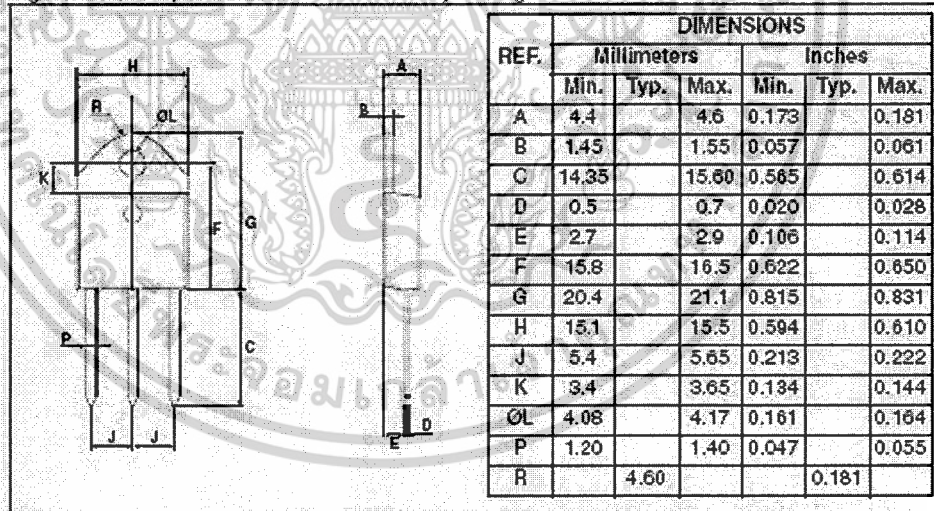 H
A
R
ØL
B
K
F
G
P
C
J J
E
D
REF.
DIMENSIONS
Millimeters Inches
Min. Typ. Max. Min. Typ. Max.
A 4.4 4.6 0.173 0.181
B 1.45 1.55 0.057 0.061
C 14.35 15.60 0.565 0.614
D 0.5 0.7 0.020 0.028
E 2.7 2.9 0.106 0.114
F 15.8 16.5 0.622 0.650
G 20.4 21.1 0.815 0.831
H 15.1 15.5 0.594 0.610
J 5.4 5.65 0.213 0.222
K 3.4 3.65 0.134 0.144
ØL 4.08 4.17 0.161 0.164
P 1.20 1.40 0.047 0.055
R 4.60 0.181